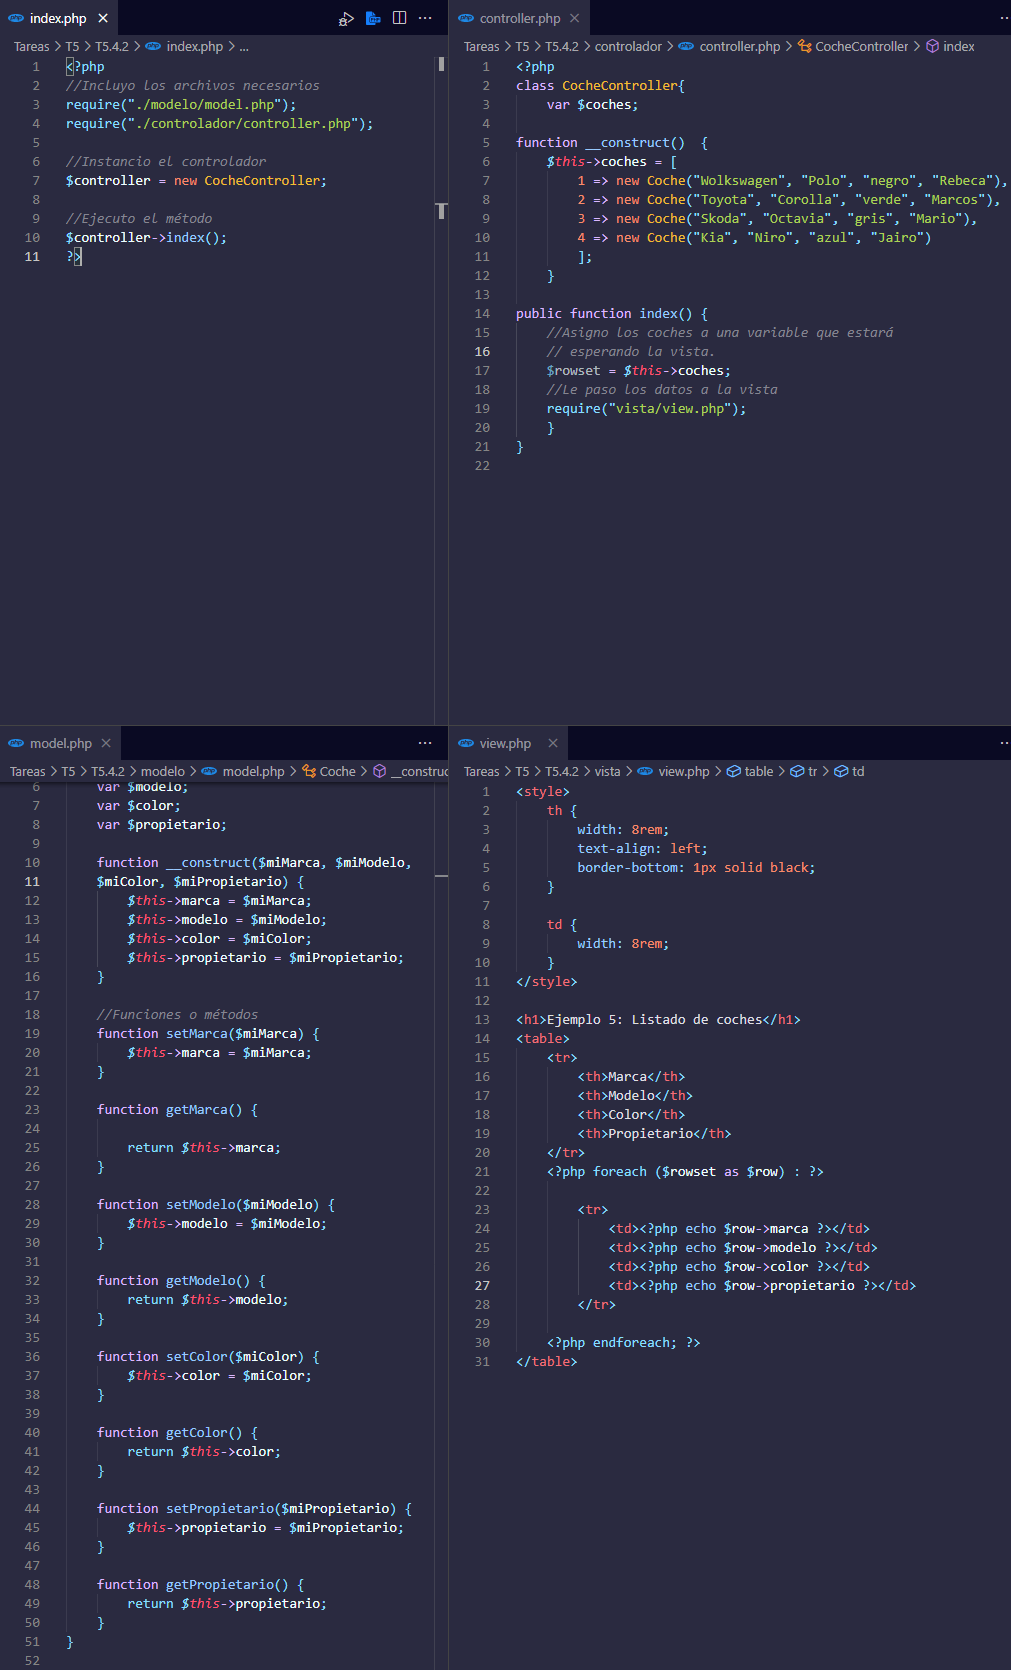 index.php
Tareas > T5 > T5.4.2 > index.php > ...
1 <?php
2 //Incluyo los archivos necesarios
3 require("./modelo/model.php");
4 require("./controlador/controller.php");
5
6 //Instancio el controlador
7 $controller = new CocheController;
8
9 //Ejecuto el método
10 $controller->index();
11 ?>
controller.php
Tareas > T5 > T5.4.2 > controlador > controller.php > CocheController > index
1 <?php
2 class CocheController{
3 var $coches;
4
5 function __construct()  {
6 $this->coches = [
7 1 => new Coche("Wolkswagen", "Polo", "negro", "Rebeca"),
8 2 => new Coche("Toyota", "Corolla", "verde", "Marcos"),
9 3 => new Coche("Skoda", "Octavia", "gris", "Mario"),
10 4 => new Coche("Kia", "Niro", "azul", "Jairo")
11 ];
12 }
13
14 public function index() {
15 //Asigno los coches a una variable que estará
16 // esperando la vista.
17 $rowset = $this->coches;
18 //Le paso los datos a la vista
19 require("vista/view.php");
20 }
21 }
22
model.php
Tareas > T5 > T5.4.2 > modelo > model.php > Coche > __construc
6 var $modelo;
7 var $color;
8 var $propietario;
9
10 function __construct($miMarca, $miModelo,
11 $miColor, $miPropietario) {
12 $this->marca = $miMarca;
13 $this->modelo = $miModelo;
14 $this->color = $miColor;
15 $this->propietario = $miPropietario;
16 }
17
18 //Funciones o métodos
19 function setMarca($miMarca) {
20 $this->marca = $miMarca;
21 }
22
23 function getMarca() {
24
25 return $this->marca;
26 }
27
28 function setModelo($miModelo) {
29 $this->modelo = $miModelo;
30 }
31
32 function getModelo() {
33 return $this->modelo;
34 }
35
36 function setColor($miColor) {
37 $this->color = $miColor;
38 }
39
40 function getColor() {
41 return $this->color;
42 }
43
44 function setPropietario($miPropietario) {
45 $this->propietario = $miPropietario;
46 }
47
48 function getPropietario() {
49 return $this->propietario;
50 }
51 }
52
view.php
Tareas > T5 > T5.4.2 > vista > view.php > table > tr > td
1 <style>
2 th {
3 width: 8rem;
4 text-align: left;
5 border-bottom: 1px solid black;
6 }
7
8 td {
9 width: 8rem;
10 }
11 </style>
12
13 <h1>Ejemplo 5: Listado de coches</h1>
14 <table>
15 <tr>
16 <th>Marca</th>
17 <th>Modelo</th>
18 <th>Color</th>
19 <th>Propietario</th>
20 </tr>
21 <?php foreach ($rowset as $row) : ?>
22
23 <tr>
24 <td><?php echo $row->marca ?></td>
25 <td><?php echo $row->modelo ?></td>
26 <td><?php echo $row->color ?></td>
27 <td><?php echo $row->propietario ?></td>
28 </tr>
29
30 <?php endforeach; ?>
31 </table>